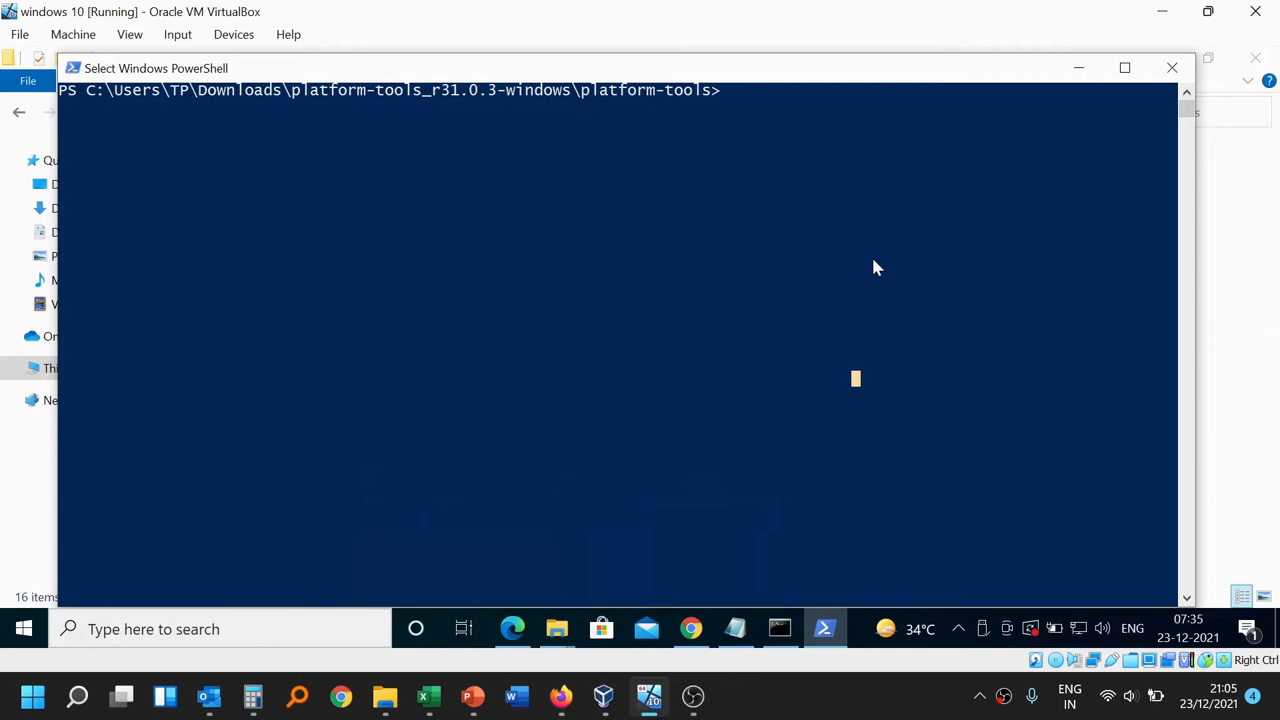 windows 10 [Running] - Oracle VM VirtualBox
File Machine View Input Devices Help
Select Windows PowerShell
File
PS C:\Users\TP\Downloads\platform-tools_r31.0.3-windows\platform-tools>
16 items
Type here to search
34°C
ENG
07:35
23-12-2021
1
Right Ctrl
ENG
IN
21:05
23/12/2021
4